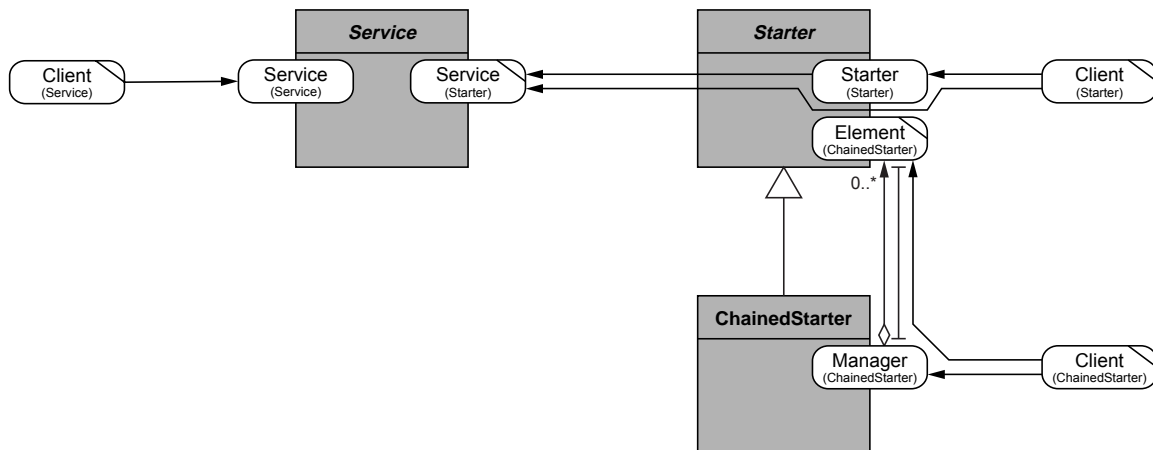 Service
Starter
Client
(Service)
Service
(Service)
Service
(Starter)
Starter
(Starter)
Client
(Starter)
Element
(ChainedStarter)
0..*
ChainedStarter
Manager
(ChainedStarter)
Client
(ChainedStarter)